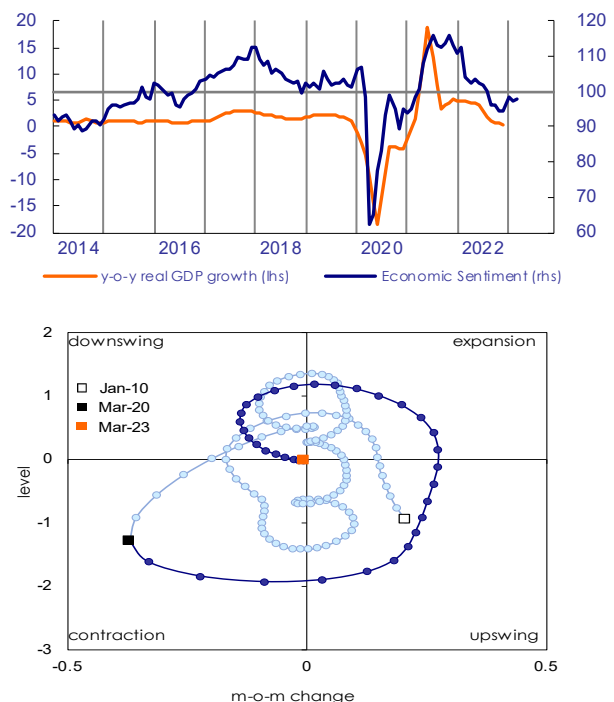 20 120
15 110
10
5 100
0 90
-5
-10 80
-15 70
-20 60
2014 2016 2018 2020 2022
y-o-y real GDP growth (lhs) Economic Sentiment (rhs)
2
downswing expansion
Jan-10
1
Mar-20
Mar-23
0
level
-1
-2
contraction upswing
-3
-0.5 0 0.5
m-o-m change